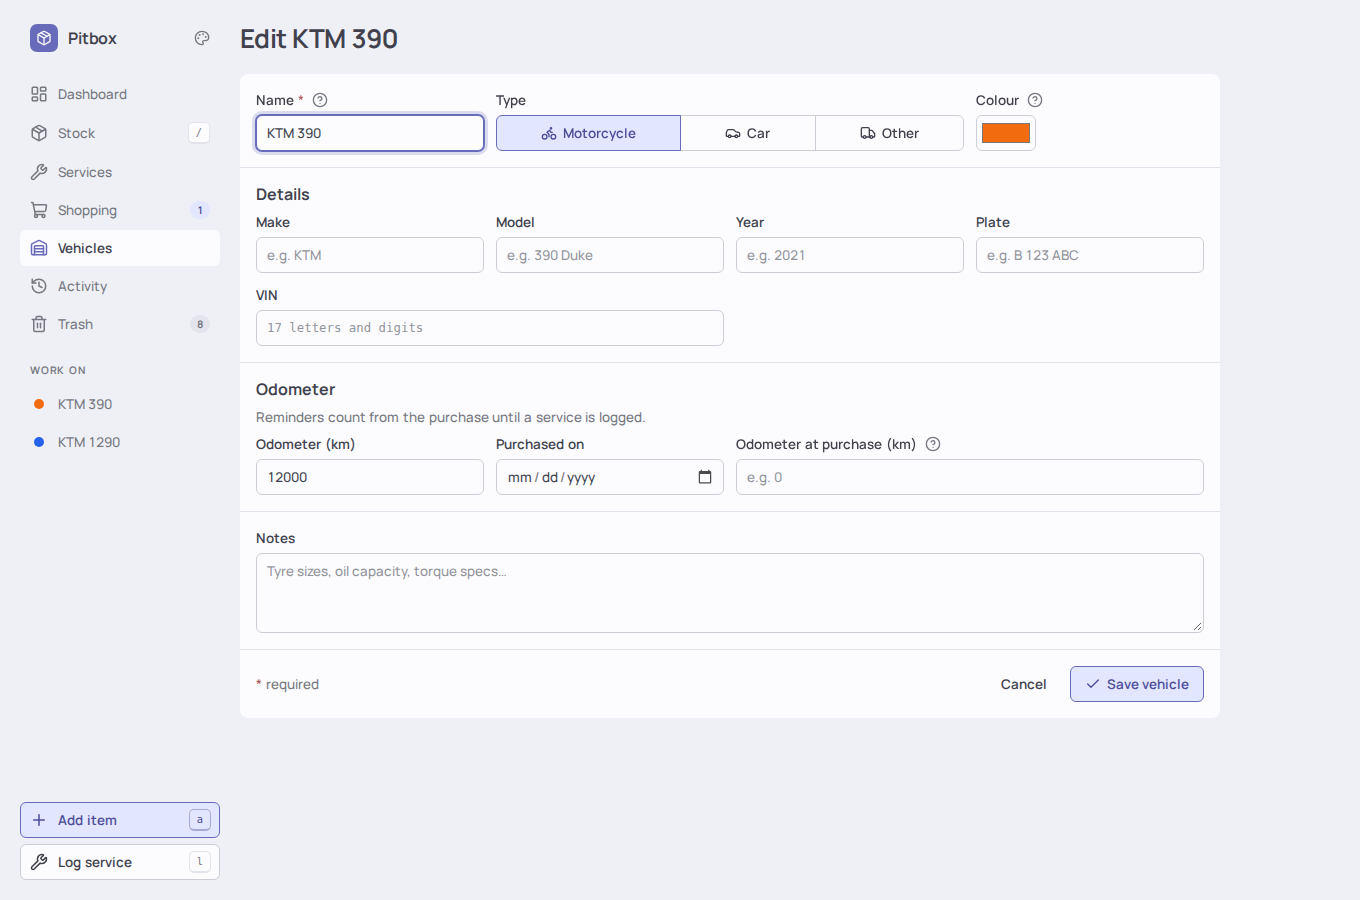 Pitbox
Dashboard
Stock /
Services
Shopping 1
Vehicles
Activity
Trash 8
WORK ON
KTM 390
KTM 1290
Add item a
Log service l
Edit KTM 390
Name * Type Colour
KTM 390 Motorcycle Car Other
Details
Make Model Year Plate
e.g. KTM e.g. 390 Duke e.g. 2021 e.g. B 123 ABC
VIN
17 letters and digits
Odometer
Reminders count from the purchase until a service is logged.
Odometer (km) Purchased on Odometer at purchase (km)
12000 mm/dd/yyyy e.g. 0
Notes
Tyre sizes, oil capacity, torque specs…
* required Cancel Save vehicle